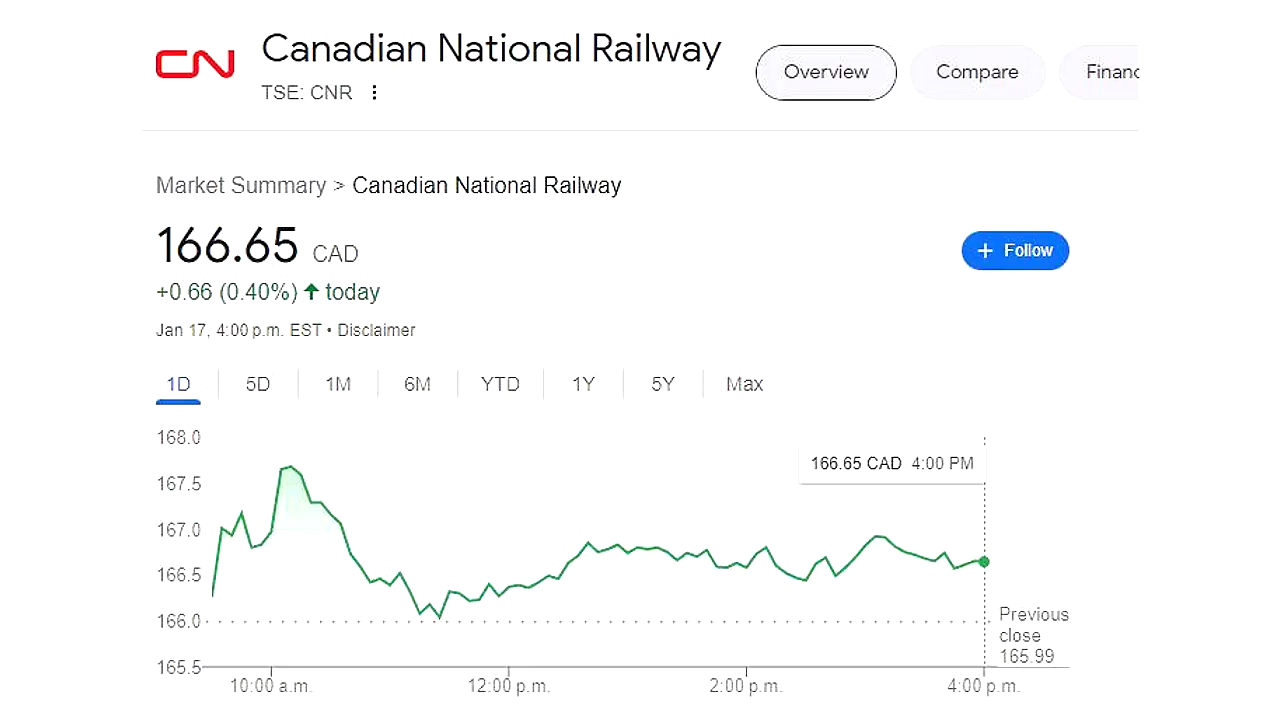 CN
Canadian National Railway
TSE: CNR
Overview
Compare
Financ
Market Summary > Canadian National Railway
166.65 CAD
+0.66 (0.40%) ↑ today
+ Follow
Jan 17, 4:00 p.m. EST • Disclaimer
1D 5D 1M 6M YTD 1Y 5Y Max
168.0
167.5
167.0
166.5
166.0
165.5
166.65 CAD 4:00 PM
Previous
close
165.99
10:00 a.m. 12:00 p.m. 2:00 p.m. 4:00 p.m.